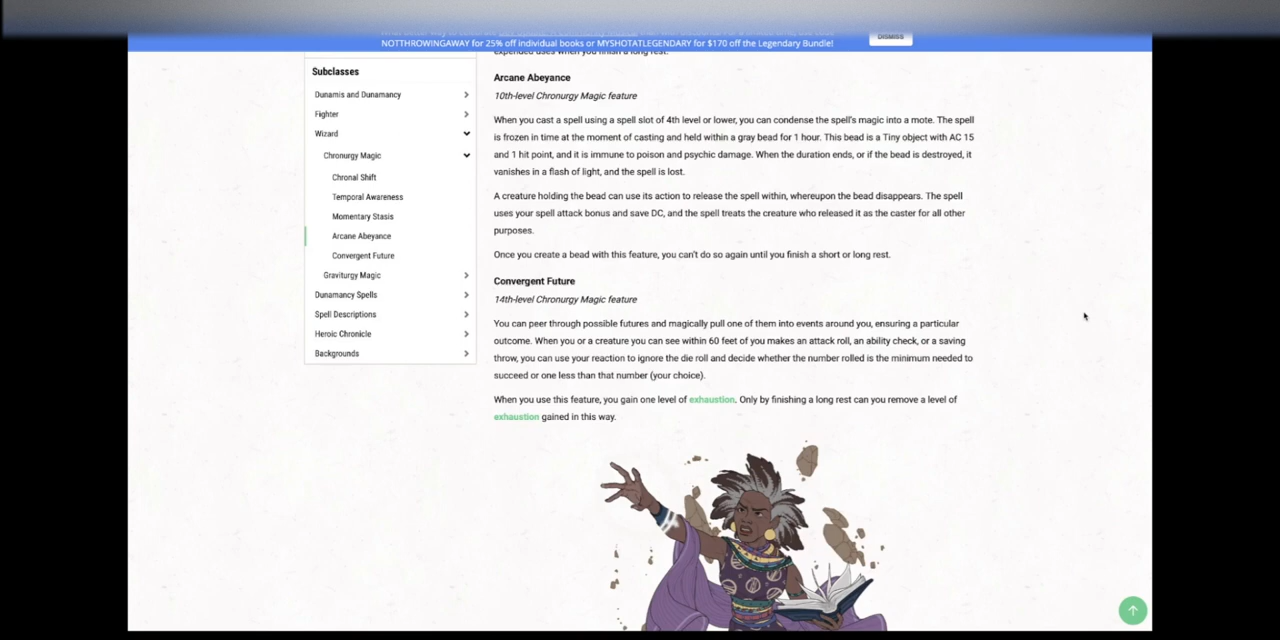 NOTTHROWINGAWAY for 25% off individual books or MYSHOTATLEGENDARY for $170 off the Legendary Bundle!
DISMISS
Subclasses
Dunamis and Dunamancy
Fighter
Wizard
Chronurgy Magic
Chronal Shift
Temporal Awareness
Momentary Stasis
Arcane Abeyance
Convergent Future
Graviturgy Magic
Dunamancy Spells
Spell Descriptions
Heroic Chronicle
Backgrounds
expended uses when you finish a long rest.
Arcane Abeyance
10th-level Chronurgy Magic feature
When you cast a spell using a spell slot of 4th level or lower, you can condense the spell's magic into a mote. The spell
is frozen in time at the moment of casting and held within a gray bead for 1 hour. This bead is a Tiny object with AC 15
and 1 hit point, and it is immune to poison and psychic damage. When the duration ends, or if the bead is destroyed, it
vanishes in a flash of light, and the spell is lost.
A creature holding the bead can use its action to release the spell within, whereupon the bead disappears. The spell
uses your spell attack bonus and save DC, and the spell treats the creature who released it as the caster for all other
purposes.
Once you create a bead with this feature, you can't do so again until you finish a short or long rest.
Convergent Future
14th-level Chronurgy Magic feature
You can peer through possible futures and magically pull one of them into events around you, ensuring a particular
outcome. When you or a creature you can see within 60 feet of you makes an attack roll, an ability check, or a saving
throw, you can use your reaction to ignore the die roll and decide whether the number rolled is the minimum needed to
succeed or one less than that number (your choice).
When you use this feature, you gain one level of exhaustion. Only by finishing a long rest can you remove a level of
exhaustion gained in this way.